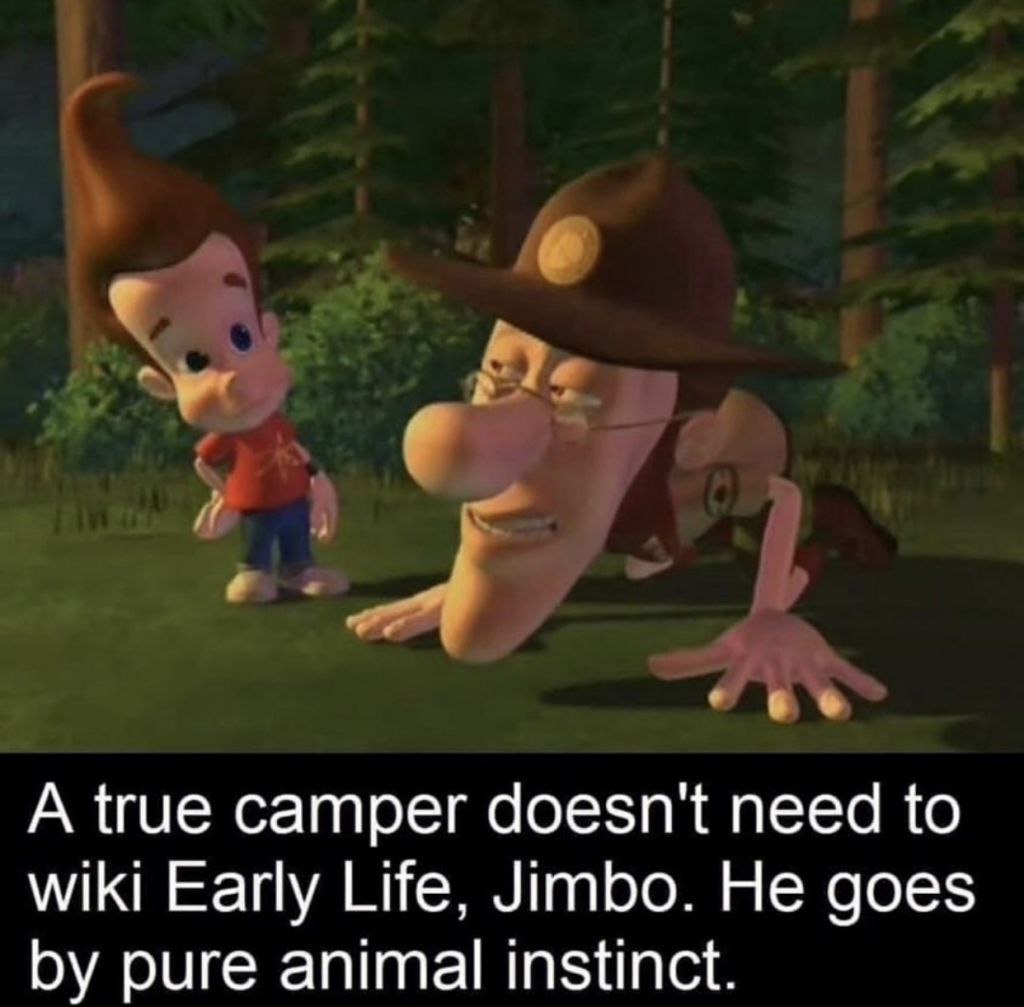 A true camper doesn't need to
wiki Early Life, Jimbo. He goes
by pure animal instinct.